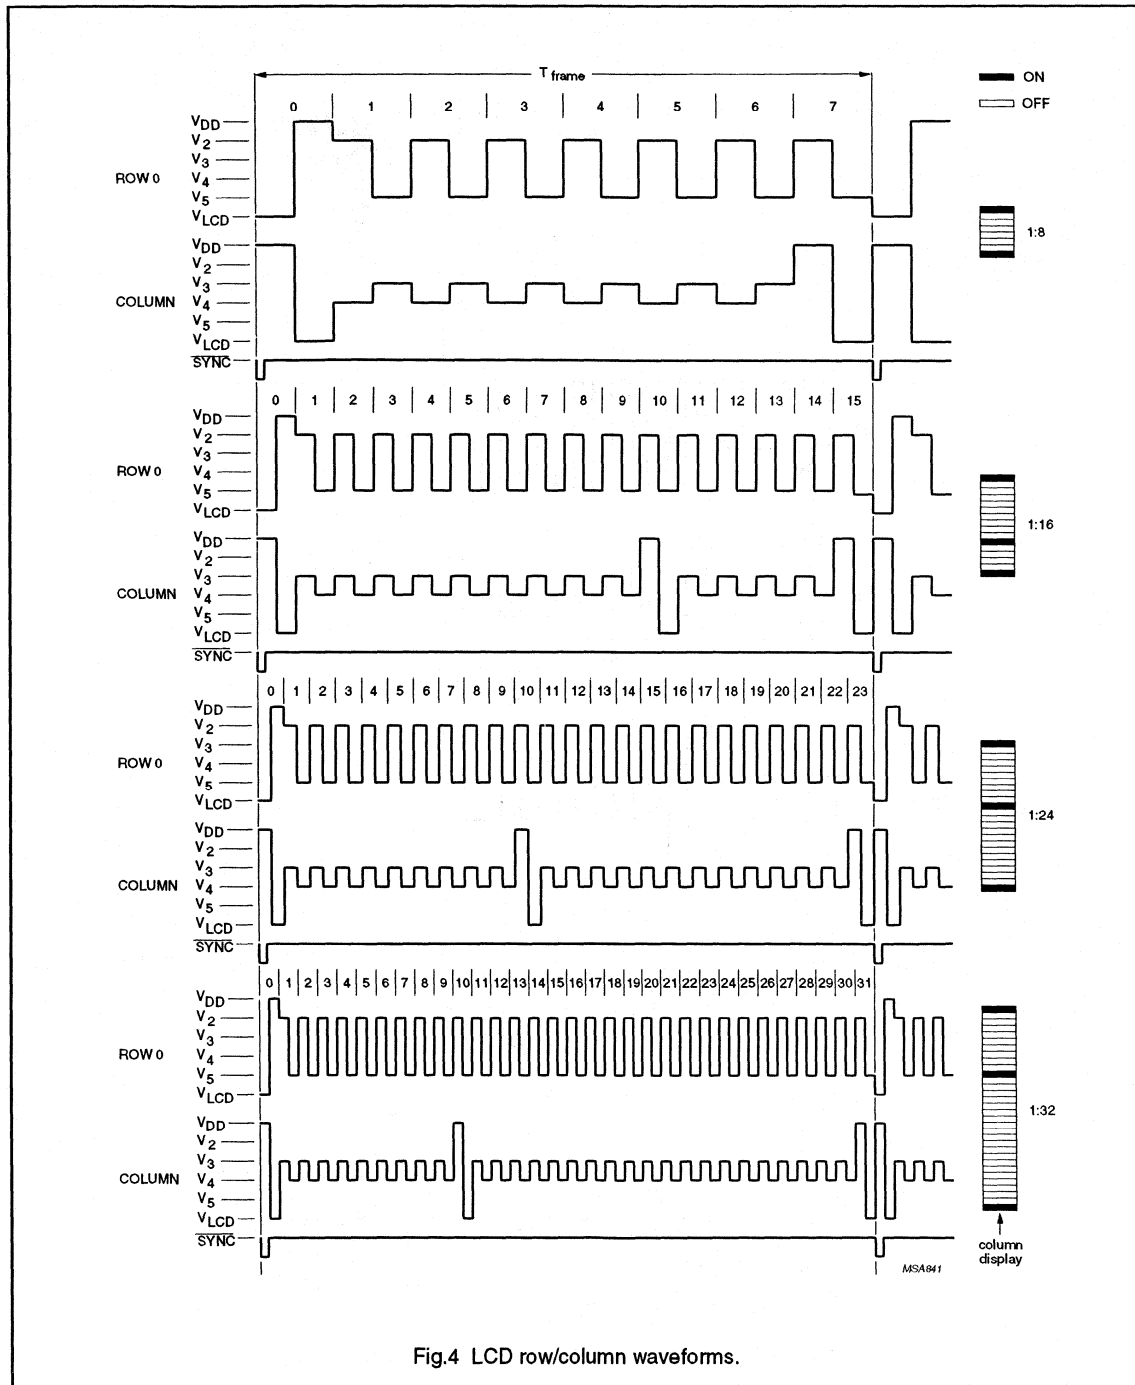 T frame
ON
OFF
0 1 2 3 4 5 6 7
VDD
V2
V3
V4
V5
VLCD
ROW 0
1:8
VDD
V2
V3
V4
V5
VLCD
COLUMN
SYNC
0 1 2 3 4 5 6 7 8 9 10 11 12 13 14 15
VDD
V2
V3
V4
V5
VLCD
ROW 0
1:16
VDD
V2
V3
V4
V5
VLCD
COLUMN
SYNC
0 1 2 3 4 5 6 7 8 9 10 11 12 13 14 15 16 17 18 19 20 21 22 23
VDD
V2
V3
V4
V5
VLCD
ROW 0
1:24
VDD
V2
V3
V4
V5
VLCD
COLUMN
SYNC
0 1 2 3 4 5 6 7 8 9 10 11 12 13 14 15 16 17 18 19 20 21 22 23 24 25 26 27 28 29 30 31
VDD
V2
V3
V4
V5
VLCD
ROW 0
1:32
VDD
V2
V3
V4
V5
VLCD
COLUMN
SYNC
column
display
MSA841
Fig.4 LCD row/column waveforms.